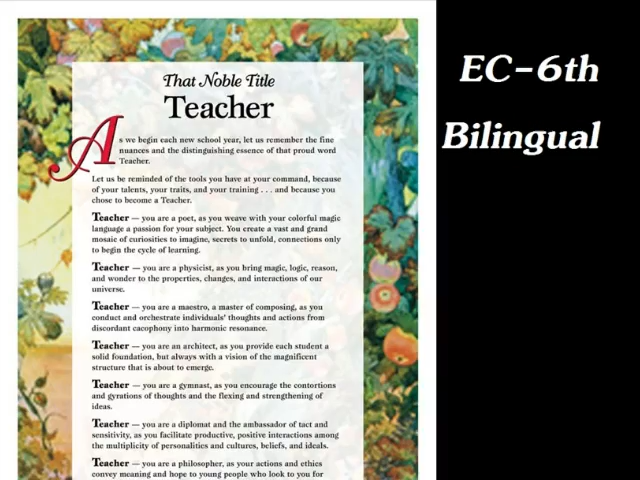 That Noble Title
Teacher
As we begin each new school year, let us remember the fine
nuances and the distinguishing essence of that proud word
Teacher.
Let us be reminded of the tools you have at your command, because
of your talents, your traits, and your training . . . and because you
chose to become a Teacher.
Teacher — you are a poet, as you weave with your colorful magic
language a passion for your subject. You create a vast and grand
mosaic of curiosities to imagine, secrets to unfold, connections only
to begin the cycle of learning.
Teacher — you are a physicist, as you bring magic, logic, reason,
and wonder to the properties, changes, and interactions of our
universe.
Teacher — you are a maestro, a master of composing, as you
conduct and orchestrate individuals' thoughts and actions from
discordant cacophony into harmonic resonance.
Teacher — you are an architect, as you provide each student a
solid foundation, but always with a vision of the magnificent
structure that is about to emerge.
Teacher — you are a gymnast, as you encourage the contortions
and gyrations of thoughts and the flexing and strengthening of
ideas.
Teacher — you are a diplomat and the ambassador of tact and
sensitivity, as you facilitate productive, positive interactions among
the multiplicity of personalities and cultures, beliefs, and ideals.
Teacher — you are a philosopher, as your actions and ethics
convey meaning and hope to young people who look to you for
EC-6th
Bilingual